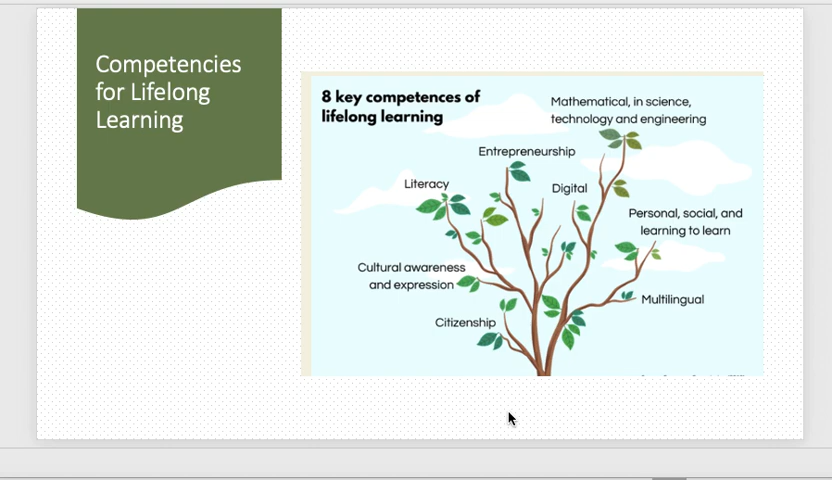 Competencies
for Lifelong
Learning
8 key competences of
lifelong learning
Mathematical, in science,
technology and engineering
Entrepreneurship
Literacy
Digital
Personal, social, and
learning to learn
Cultural awareness
and expression
Multilingual
Citizenship